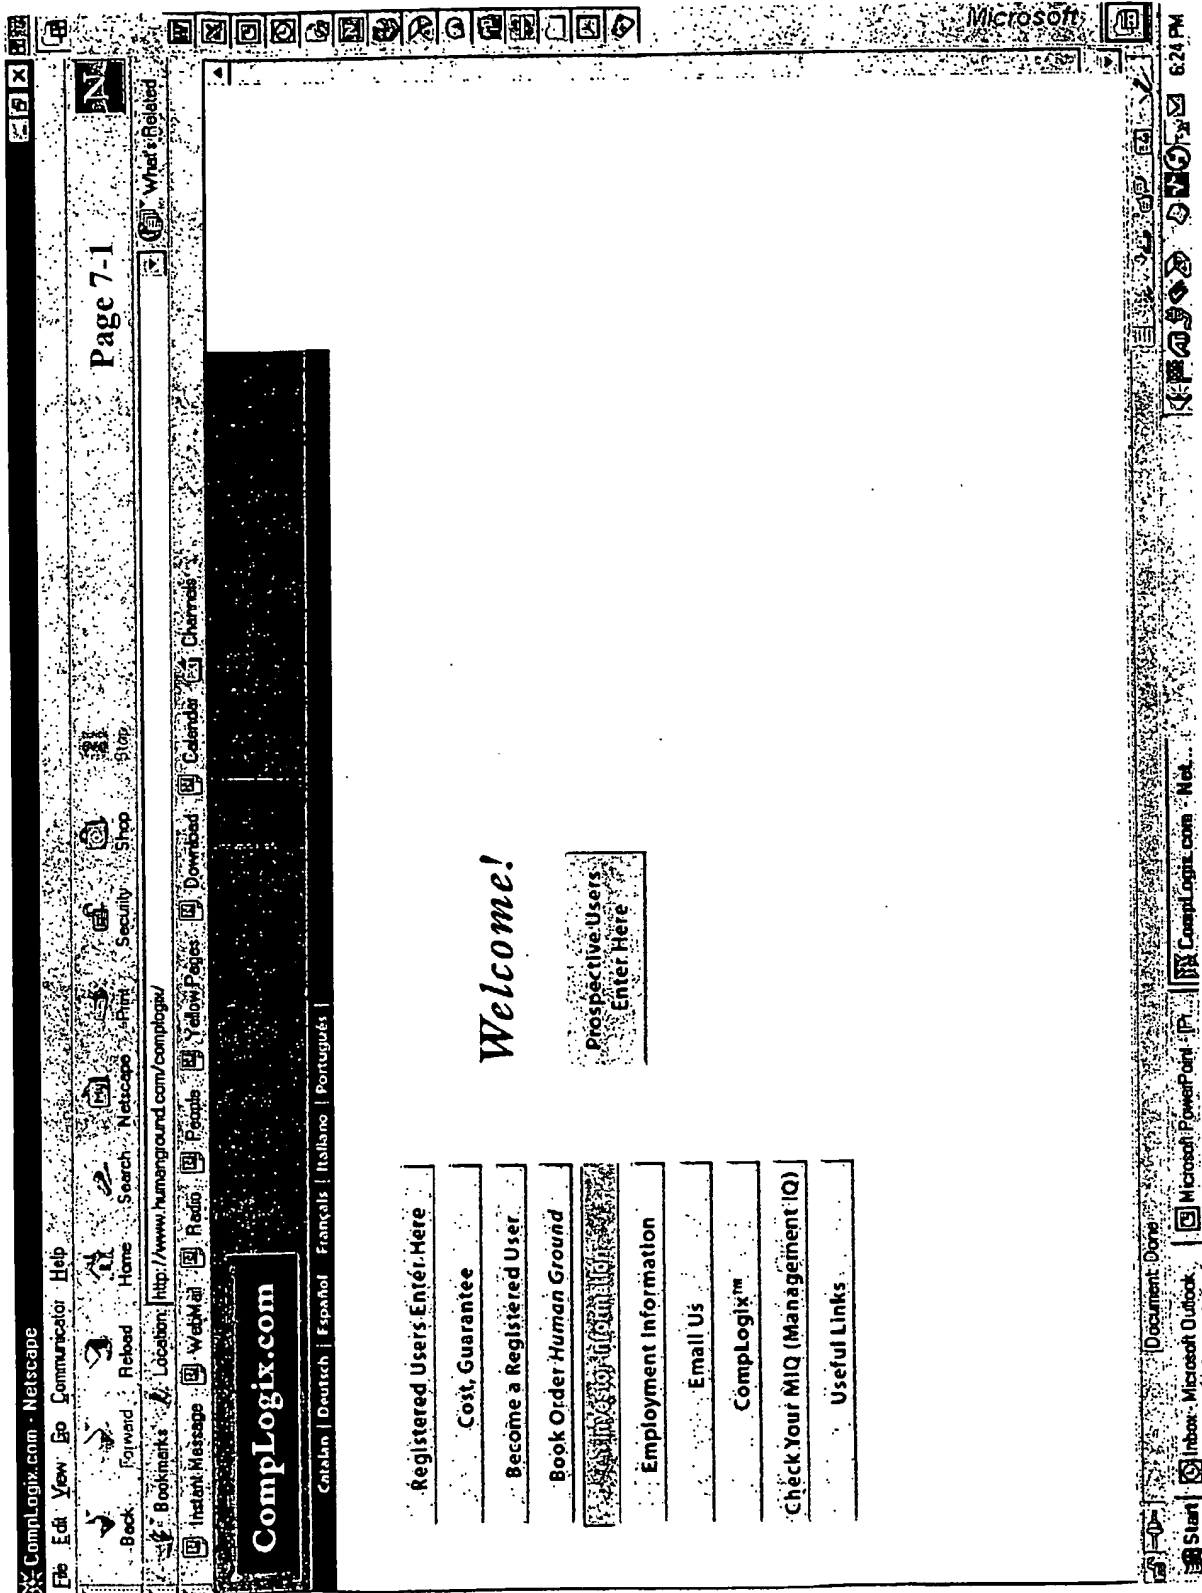 CompLogix.com - Netscape
File Edit View Go Communicator Help
Back Forward Reload Home Search Netscape Print Security Shop Stop
Page 7-1
Bookmarks Location: http://www.humanground.com/complogix/ What's Related
Instant Message WebMail Radio People Yellow Pages Download Calendar Channels
CompLogix.com
Catalan | Deutsch | Español | Français | Italiano | Português |
Registered Users Enter Here
Cost, Guarantee
Become a Registered User
Book Order Human Ground
Employment Information
Email Us
CompLogix™
Check Your MIQ (Management IQ)
Useful Links
Welcome!
Prospective Users
Enter Here
Microsoft
Document: Done
Start Inbox - Microsoft Outlook Microsoft PowerPoint - [Pr... CompLogix.com - Net... 6:24 PM